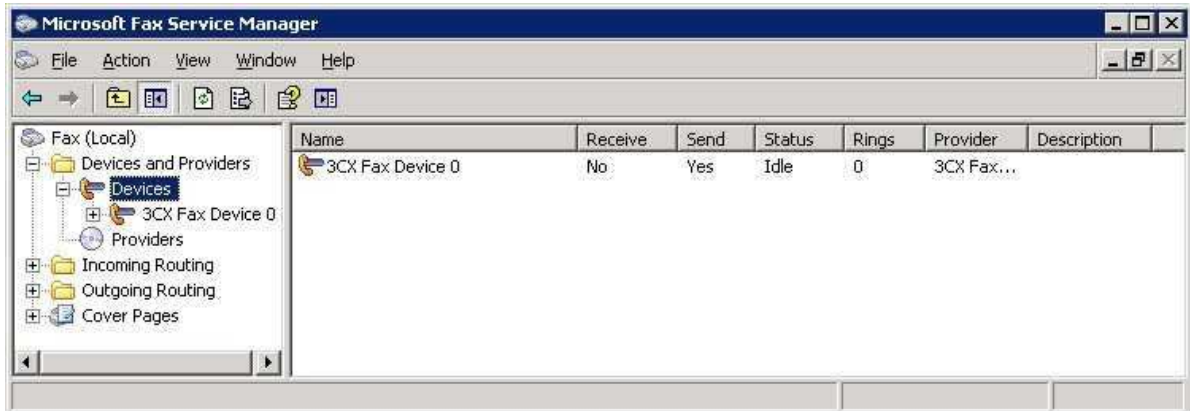 Microsoft Fax Service Manager
File Action View Window Help
Fax (Local)
Devices and Providers
Devices
3CX Fax Device 0
Providers
Incoming Routing
Outgoing Routing
Cover Pages
Name Receive Send Status Rings Provider Description
3CX Fax Device 0 No Yes Idle 0 3CX Fax...